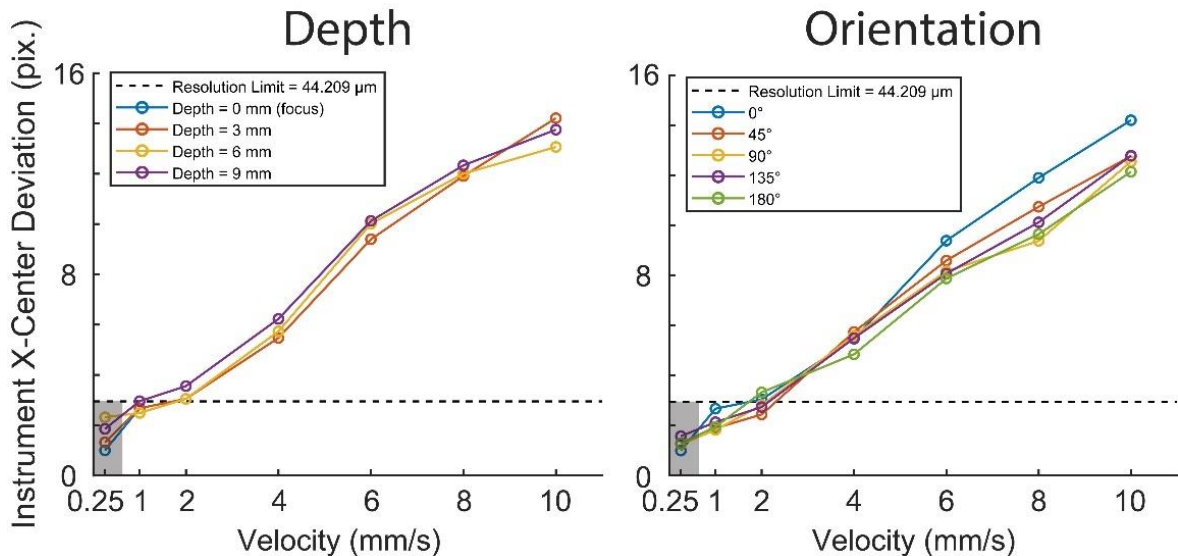 Depth
Orientation
Instrument X-Center Deviation (pix.)
16
8
0
Resolution Limit = 44.209 µm
Depth = 0 mm (focus)
Depth = 3 mm
Depth = 6 mm
Depth = 9 mm
0.25 1 2 4 6 8 10
Velocity (mm/s)
16
8
0
Resolution Limit = 44.209 µm
0°
45°
90°
135°
180°
0.25 1 2 4 6 8 10
Velocity (mm/s)